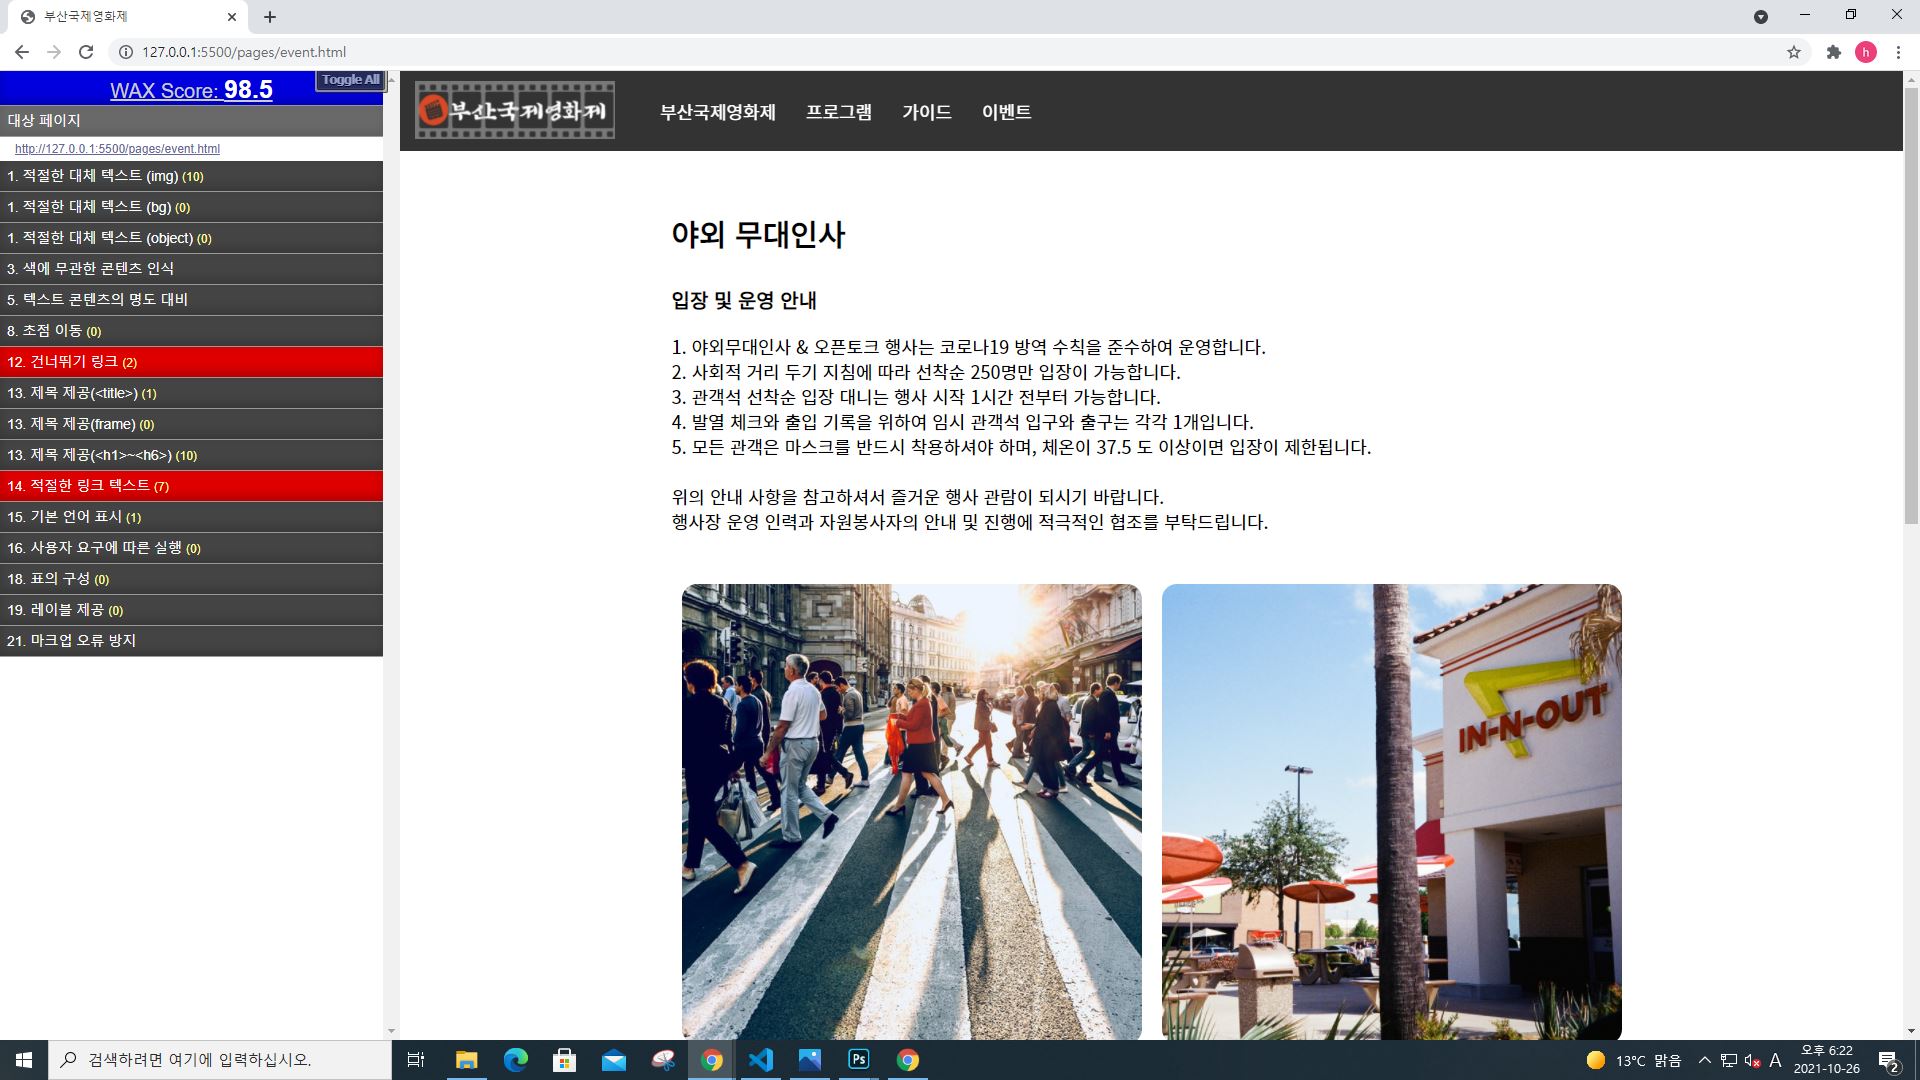 부산국제영화제
127.0.0.1:5500/pages/event.html
h
WAX Score: 98.5
Toggle All
대상 페이지
http://127.0.0.1:5500/pages/event.html
1. 적절한 대체 텍스트 (img) (10)
1. 적절한 대체 텍스트 (bg) (0)
1. 적절한 대체 텍스트 (object) (0)
3. 색에 무관한 콘텐츠 인식
5. 텍스트 콘텐츠의 명도 대비
8. 초점 이동 (0)
12. 건너뛰기 링크 (2)
13. 제목 제공(<title>) (1)
13. 제목 제공(frame) (0)
13. 제목 제공(<h1>~<h6>) (10)
14. 적절한 링크 텍스트 (7)
15. 기본 언어 표시 (1)
16. 사용자 요구에 따른 실행 (0)
18. 표의 구성 (0)
19. 레이블 제공 (0)
21. 마크업 오류 방지
부산국제영화제
부산국제영화제 프로그램 가이드 이벤트
야외 무대인사
입장 및 운영 안내
1. 야외무대인사 & 오픈토크 행사는 코로나19 방역 수칙을 준수하여 운영합니다.
2. 사회적 거리 두기 지침에 따라 선착순 250명만 입장이 가능합니다.
3. 관객석 선착순 입장 대니는 행사 시작 1시간 전부터 가능합니다.
4. 발열 체크와 출입 기록을 위하여 임시 관객석 입구와 출구는 각각 1개입니다.
5. 모든 관객은 마스크를 반드시 착용하셔야 하며, 체온이 37.5 도 이상이면 입장이 제한됩니다.
위의 안내 사항을 참고하셔서 즐거운 행사 관람이 되시기 바랍니다.
행사장 운영 인력과 자원봉사자의 안내 및 진행에 적극적인 협조를 부탁드립니다.
IN-N-OUT
검색하려면 여기에 입력하십시오.
Ps
13°C 맑음
A
오후 6:22
2021-10-26
2